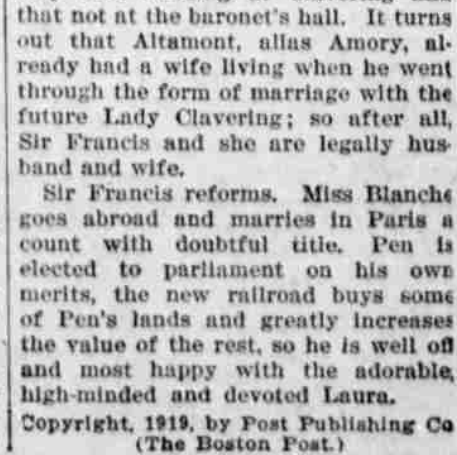 that not at the baronet's hall. It turns
out that Altamont, alias Amory, al-
ready had a wife living when he went
through the form of marriage with the
future Lady Clavering; so after all,
Sir Francis and she are legally hus-
band and wife.
Sir Francis reforms. Miss Blanche
goes abroad and marries in Paris a
count with doubtful title. Pen is
elected to parliament on his own
merits, the new railroad buys some
of Pen's lands and greatly increases
the value of the rest, so he is well off
and most happy with the adorable,
high-minded and devoted Laura.
Copyright, 1919, by Post Publishing Co
(The Boston Post.)